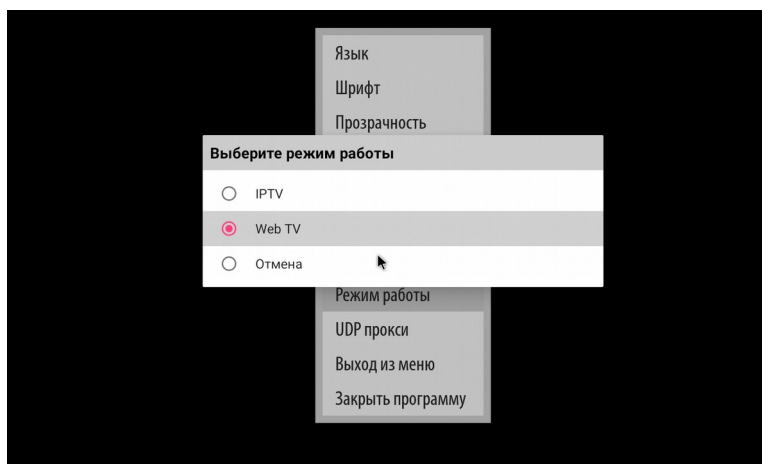 Язык
Шрифт
Прозрачность
Выберите режим работы
IPTV
Web TV
Отмена
Режим работы
UDP прокси
Выход из меню
Закрыть программу